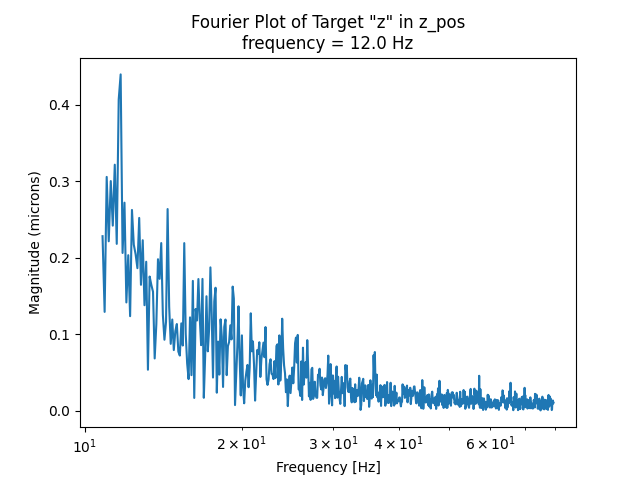 Fourier Plot of Target "z" in z_pos
frequency = 12.0 Hz
Magnitude (microns)
0.4
0.3
0.2
0.1
0.0
10¹
2 × 10¹
3 × 10¹
4 × 10¹
6 × 10¹
Frequency [Hz]